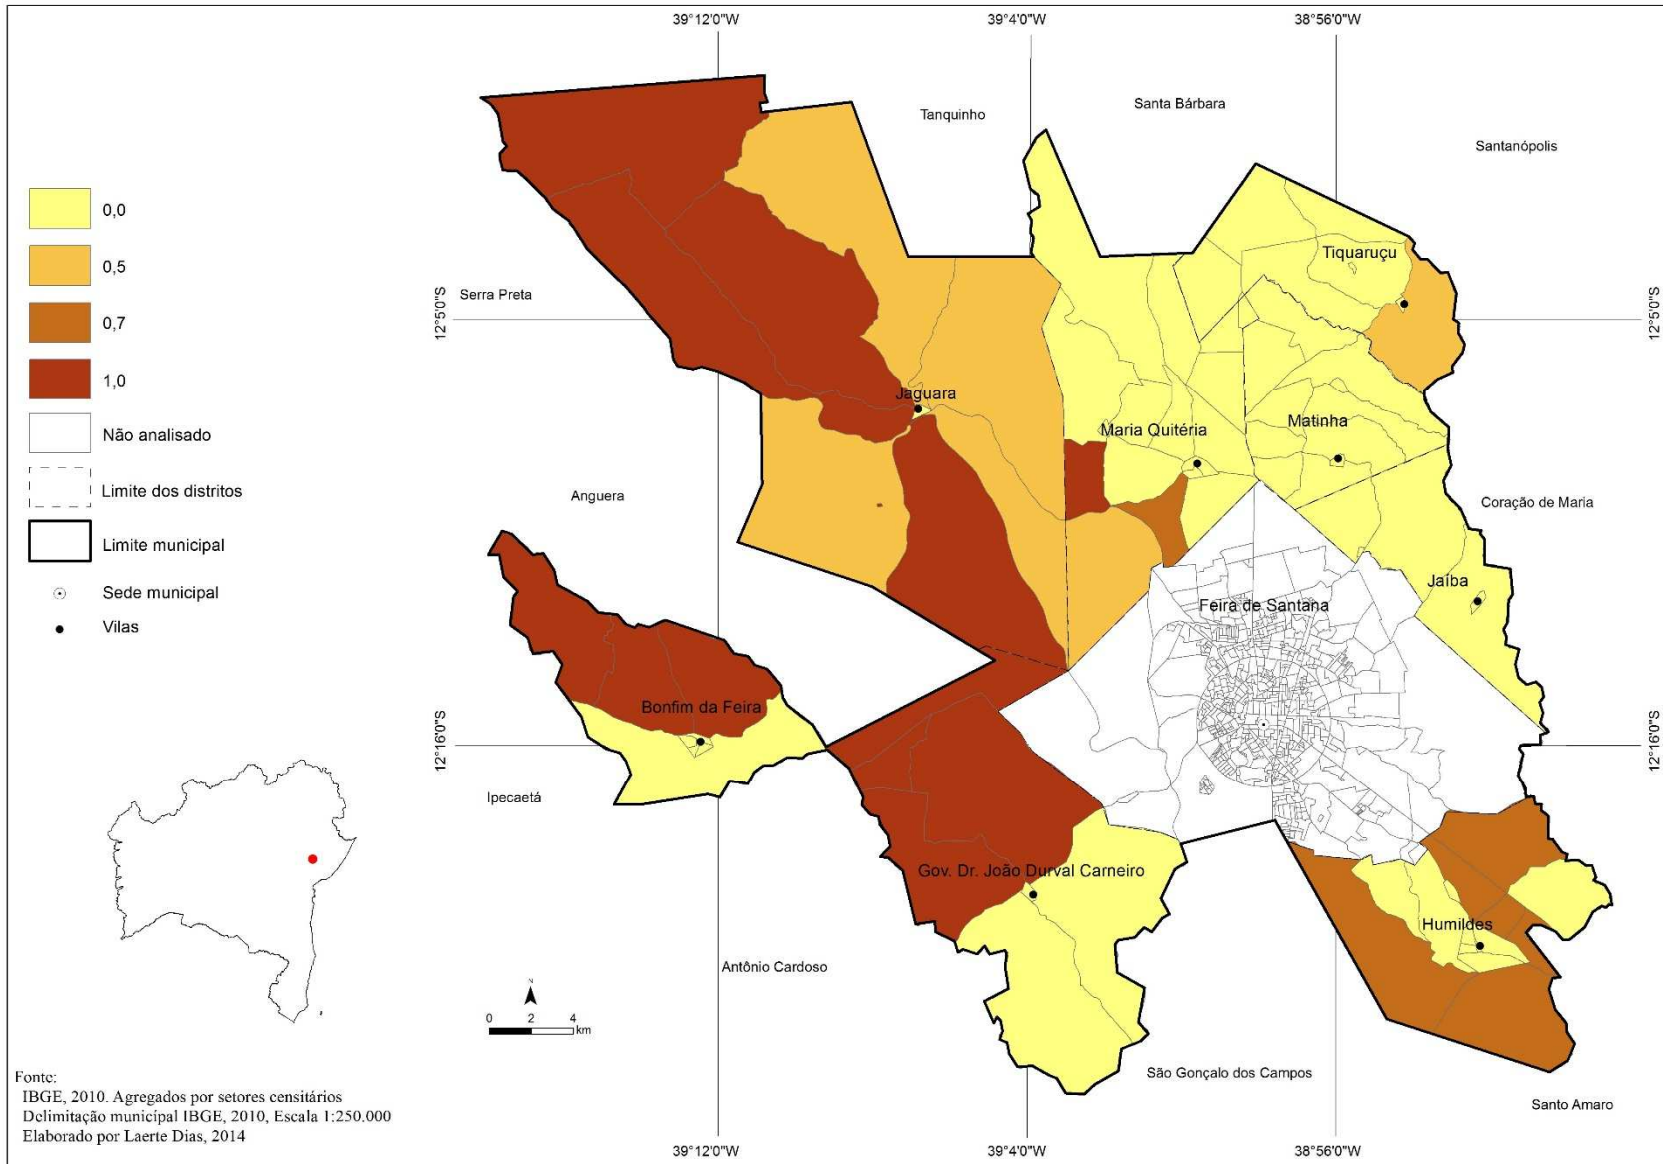 39°12'0"W
39°4'0"W
38°56'0"W
Tanquinho
Santa Bárbara
Santanópolis
0,0
0,5
0,7
1,0
Não analisado
Limite dos distritos
Limite municipal
Sede municipal
Vilas
Tiquaruçu
Serra Preta
12°5'0"S
12°5'0"S
Jaguara
Maria Quitéria
Matinha
Anguera
Coração de Maria
Jaíba
Feira de Santana
Bonfim da Feira
12°16'0"S
12°16'0"S
Ipecaetá
Gov. Dr. João Durval Carneiro
Humildes
Antônio Cardoso
N
0 2 4
km
São Gonçalo dos Campos
Santo Amaro
Fonte:
IBGE, 2010. Agregados por setores censitários
Delimitação municípal IBGE, 2010, Escala 1:250.000
Elaborado por Laerte Dias, 2014
39°12'0"W
39°4'0"W
38°56'0"W